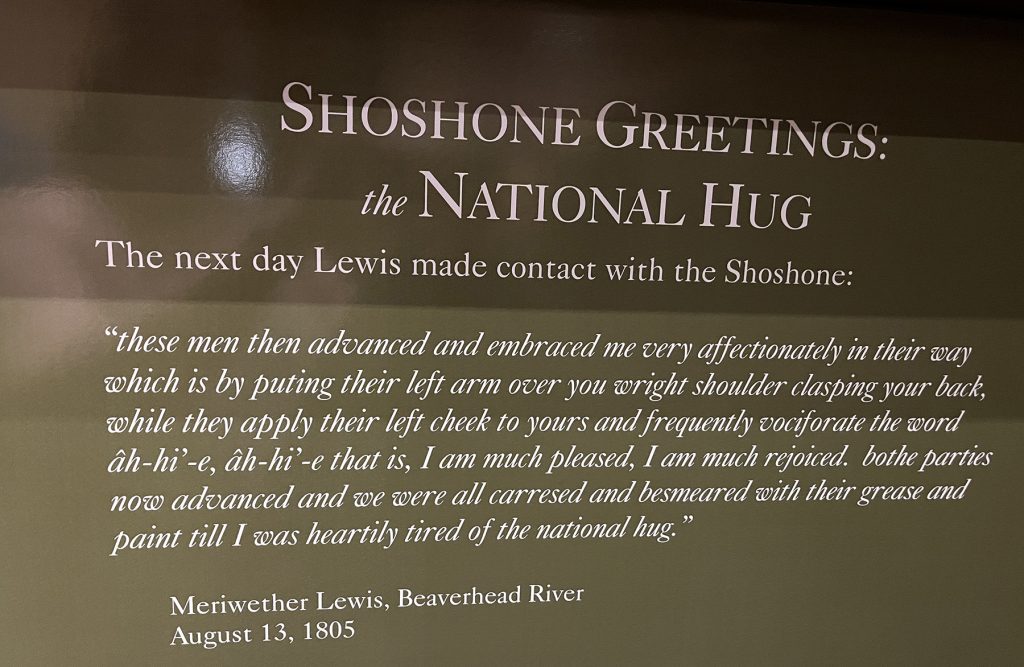 SHOSHONE GREETINGS:
the NATIONAL HUG
The next day Lewis made contact with the Shoshone:
“these men then advanced and embraced me very affectionately in their way
which is by puting their left arm over you wright shoulder clasping your back,
while they apply their left cheek to yours and frequently vociforate the word
âh-hi’-e, âh-hi’-e that is, I am much pleased, I am much rejoiced. bothe parties
now advanced and we were all carresed and besmeared with their grease and
paint till I was heartily tired of the national hug.”
Meriwether Lewis, Beaverhead River
August 13, 1805